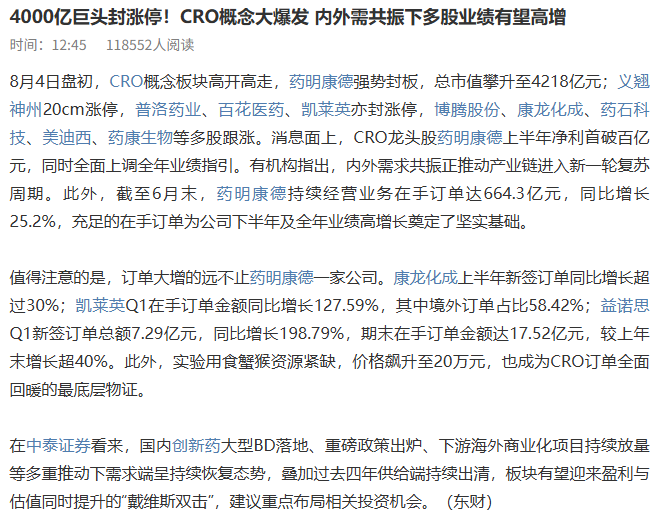 4000亿巨头封涨停！CRO概念大爆发 内外需共振下多股业绩有望高增
时间：12:45 118552人阅读
8月4日盘初，CRO概念板块高开高走，药明康德强势封板，总市值攀升至4218亿元；义翘
神州20cm涨停，普洛药业、百花医药、凯莱英亦封涨停，博腾股份、康龙化成、药石科
技、美迪西、药康生物等多股跟涨。消息面上，CRO龙头股药明康德上半年净利首破百亿
元，同时全面上调全年业绩指引。有机构指出，内外需求共振正推动产业链进入新一轮复苏
周期。此外，截至6月末，药明康德持续经营业务在手订单达664.3亿元，同比增长
25.2%，充足的在手订单为公司下半年及全年业绩高增长奠定了坚实基础。
值得注意的是，订单大增的远不止药明康德一家公司。康龙化成上半年新签订单同比增长超
过30%；凯莱英Q1在手订单金额同比增长127.59%，其中境外订单占比58.42%；益诺思
Q1新签订单总额7.29亿元，同比增长198.79%，期末在手订单金额达17.52亿元，较上年
末增长超40%。此外，实验用食蟹猴资源紧缺，价格飙升至20万元，也成为CRO订单全面
回暖的最底层物证。
在中泰证券看来，国内创新药大型BD落地、重磅政策出炉、下游海外商业化项目持续放量
等多重推动下需求端呈持续恢复态势，叠加过去四年供给端持续出清，板块有望迎来盈利与
估值同时提升的“戴维斯双击”，建议重点布局相关投资机会。（东财）